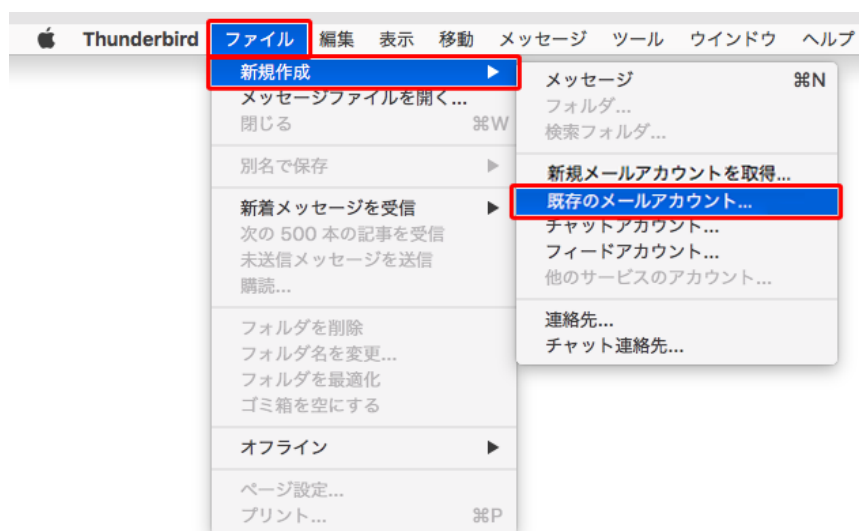 Thunderbird ファイル 編集 表示 移動 メッセージ ツール ウインドウ ヘルプ
新規作成 ▶
メッセージファイルを開く...
閉じる ⌘W
別名で保存 ▶
新着メッセージを受信 ▶
次の 500 本の記事を受信
未送信メッセージを送信
購読...
フォルダを削除
フォルダ名を変更...
フォルダを最適化
ゴミ箱を空にする
オフライン ▶
ページ設定...
プリント... ⌘P
メッセージ ⌘N
フォルダ...
検索フォルダ...
新規メールアカウントを取得...
既存のメールアカウント...
チャットアカウント...
フィードアカウント...
他のサービスのアカウント...
連絡先...
チャット連絡先...